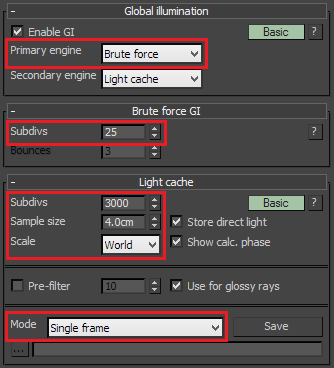 - Global illumination
Enable GI Basic ?
Primary engine Brute force
Secondary engine Light cache
- Brute force GI
Subdivs 25 ?
Bounces 3
- Light cache
Subdivs 3000 Basic ?
Sample size 4.0cm Store direct light
Scale World Show calc. phase
Pre-filter 10 Use for glossy rays
Mode Single frame Save
...